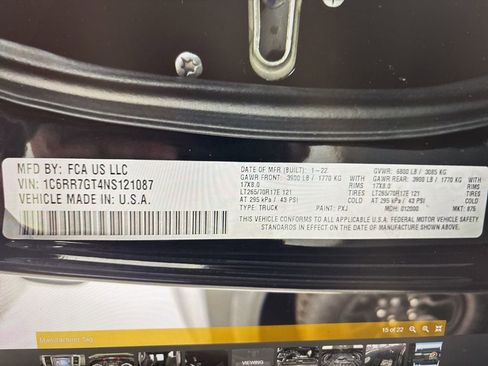 MFD BY: FCA US LLC
VIN: 1C6RR7GT4NS121087
VEHICLE MADE IN: U.S.A.
DATE OF MFR (BUILT): 1-22 GVWR: 6800 LB / 3085 KG
GAWR FRONT: 3900 LB / 1770 KG WITH GAWR REAR: 3900 LB / 1770 KG WITH
17X8.0 RIMS 17X8.0 RIMS
LT265/70R17E 121 LT265/70R17E 121
AT 295 kPa / 43 PSI COLD AT 295 kPa / 43 PSI COLD
TYPE: TRUCK PAINT: PXJ MDH: 012000 MKT: 875
THIS VEHICLE CONFORMS TO ALL APPLICABLE U.S.A. FEDERAL MOTOR VEHICLE SAFETY
STANDARDS IN EFFECT ON THE DATE OF MANUFACTURE SHOWN ABOVE.
Manufacturer Tag 15 of 22
VIEWING